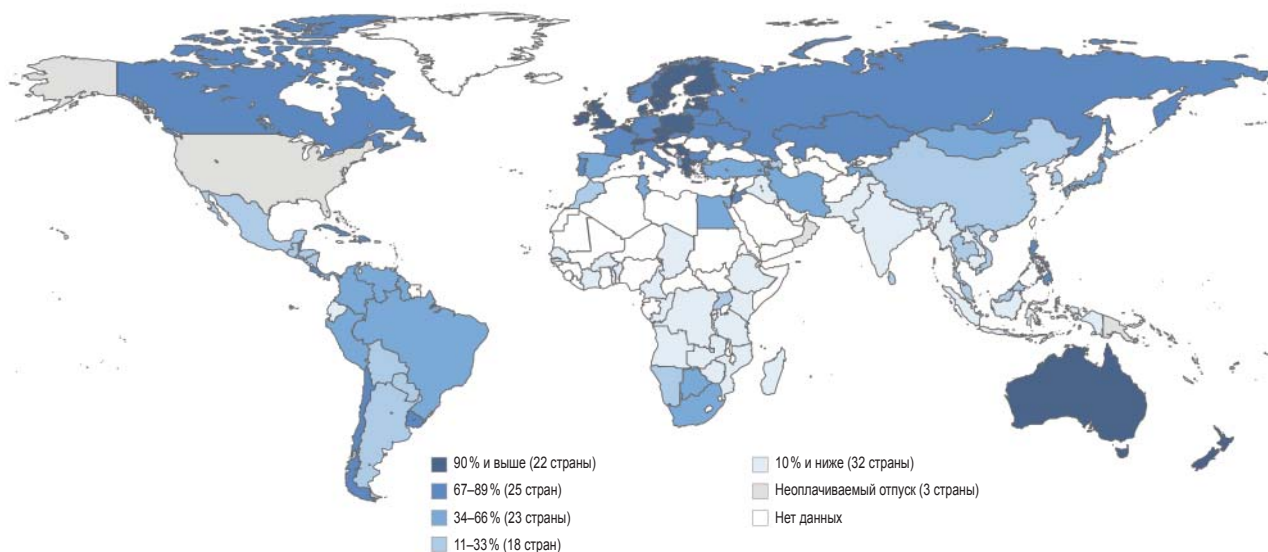 90% и выше (22 страны)
67–89% (25 стран)
34–66% (23 страны)
11–33% (18 стран)
10% и ниже (32 страны)
Неоплачиваемый отпуск (3 страны)
Нет данных